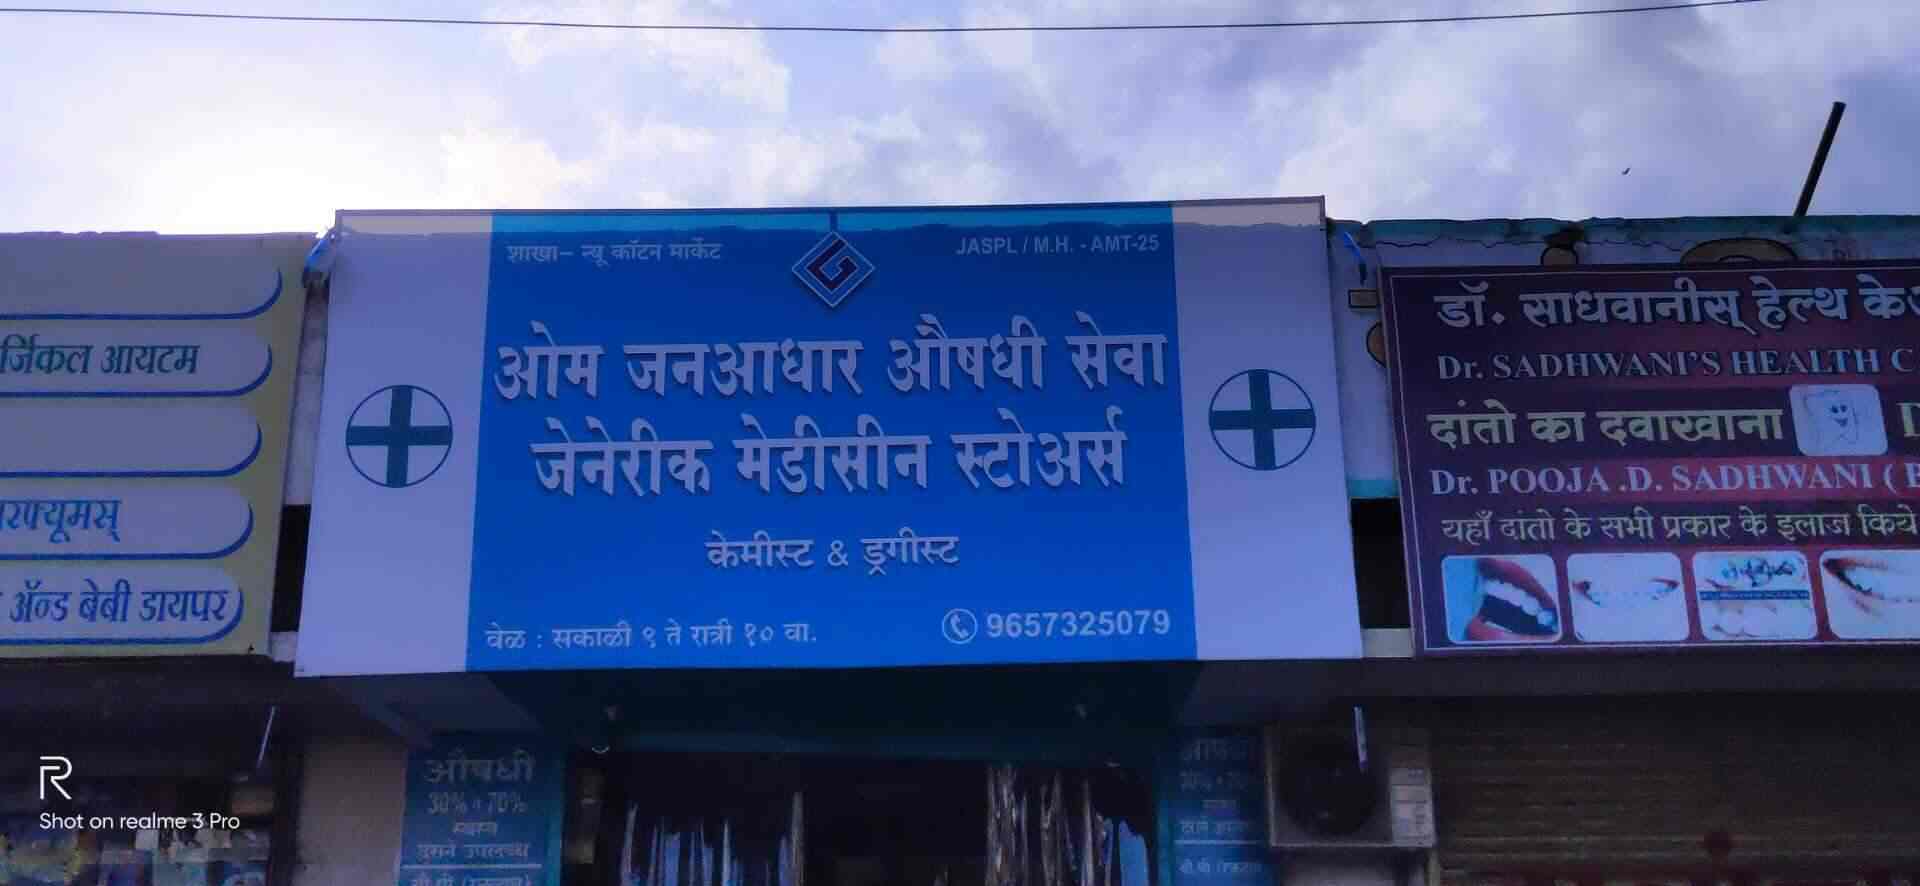 र्जिकल आयटम
रफ्यूमस्
ॲन्ड बेबी डायपर
शाखा– न्यू कॉटन मार्केट
JASPL / M.H. - AMT-25
ओम जनआधार औषधी सेवा
जेनेरीक मेडीसीन स्टोअर्स
केमीस्ट & ड्रगीस्ट
वेळ : सकाळी ९ ते रात्री १० वा.
9657325079
डॉ. साधवानीस् हेल्थ के
Dr. SADHWANI'S HEALTH C
दांतो का दवाखाना
Dr. POOJA .D. SADHWANI ( B
यहाँ दांतो के सभी प्रकार के इलाज किये
औषधी
30% 70%
R
Shot on realme 3 Pro